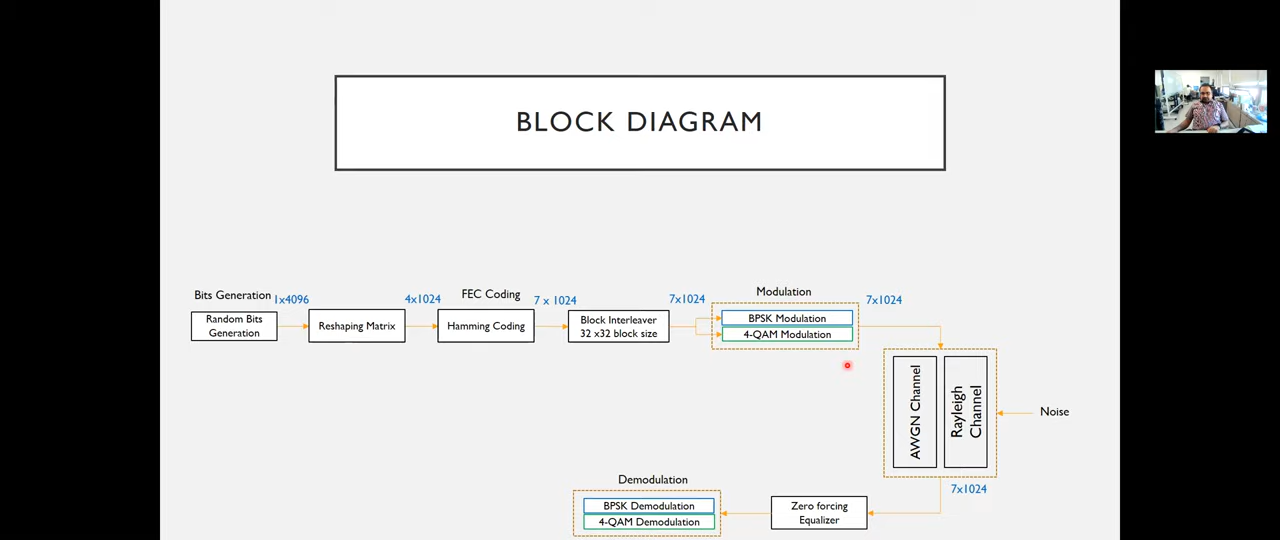 BLOCK DIAGRAM
Bits Generation
1x4096
Random Bits
Generation
Reshaping Matrix
4x1024
FEC Coding
Hamming Coding
7 x 1024
Block Interleaver
32 x32 block size
7x1024
Modulation
BPSK Modulation
4-QAM Modulation
7x1024
AWGN Channel
Rayleigh
Channel
Noise
7x1024
Zero forcing
Equalizer
Demodulation
BPSK Demodulation
4-QAM Demodulation